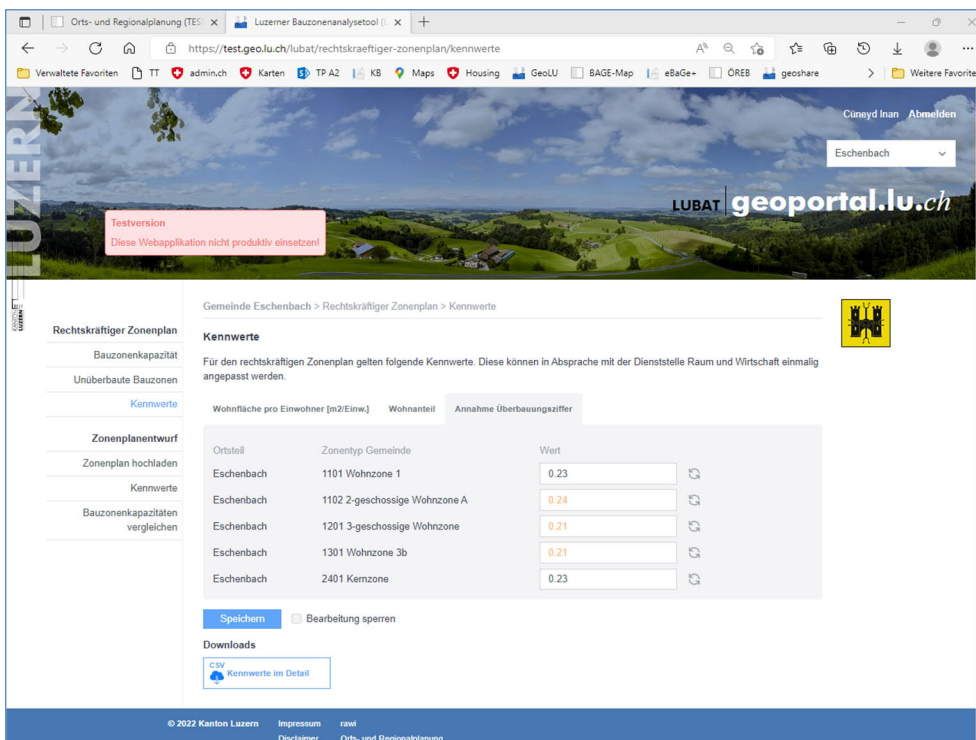 Orts- und Regionalplanung (TES
Luzerner Bauzonenanalysetool (L
https://test.geo.lu.ch/lubat/rechtskraeftiger-zonenplan/kennwerte
Verwaltete Favoriten TT admin.ch Karten TP A2 KB Maps Housing GeoLU BAGE-Map eBaGe+ ÖREB geoshare Weitere Favorite
LUZERN
Cüneyd Inan Abmelden
Eschenbach
LUBAT geoportal.lu.ch
Testversion
Diese Webapplikation nicht produktiv einsetzen!
KANTON LUZERN
Gemeinde Eschenbach > Rechtskräftiger Zonenplan > Kennwerte
Rechtskräftiger Zonenplan
Bauzonenkapazität
Unüberbaute Bauzonen
Kennwerte
Zonenplanentwurf
Zonenplan hochladen
Kennwerte
Bauzonenkapazitäten
vergleichen
Kennwerte
Für den rechtskräftigen Zonenplan gelten folgende Kennwerte. Diese können in Absprache mit der Dienststelle Raum und Wirtschaft einmalig
angepasst werden.
Wohnfläche pro Einwohner [m2/Einw.] Wohnanteil Annahme Überbauungsziffer
Ortsteil Zonentyp Gemeinde Wert
Eschenbach 1101 Wohnzone 1 0.23
Eschenbach 1102 2-geschossige Wohnzone A 0.24
Eschenbach 1201 3-geschossige Wohnzone 0.21
Eschenbach 1301 Wohnzone 3b 0.21
Eschenbach 2401 Kernzone 0.23
Speichern Bearbeitung sperren
Downloads
CSV
Kennwerte im Detail
© 2022 Kanton Luzern Impressum rawi
Disclaimer Orts- und Regionalplanung